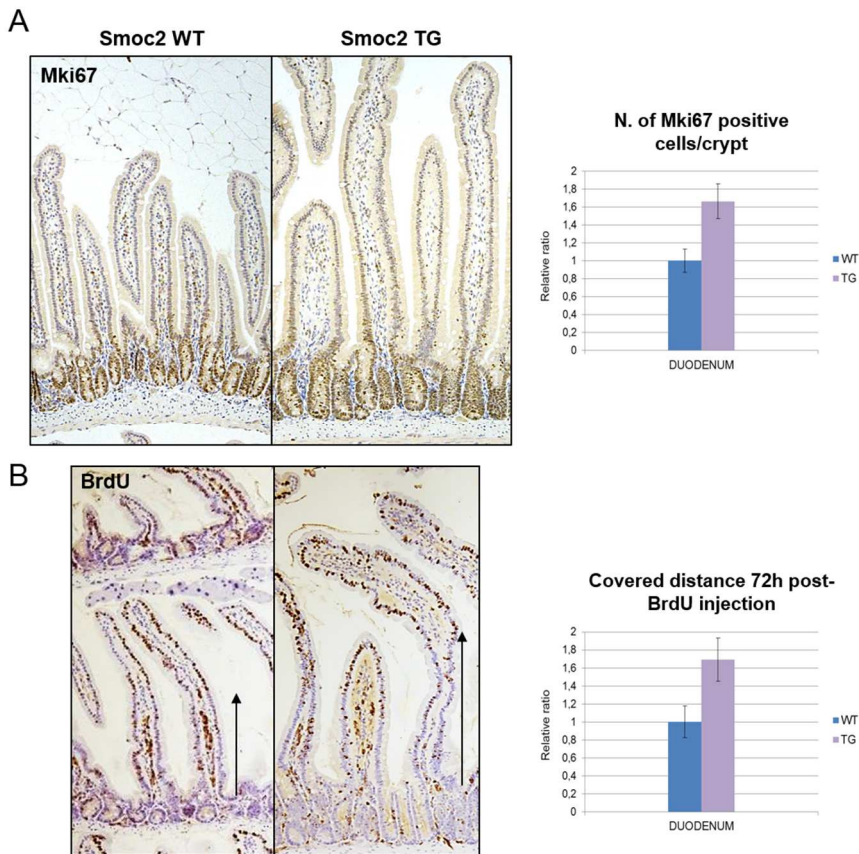 A
Smoc2 WT
Smoc2 TG
Mki67
N. of Mki67 positive
cells/crypt
Relative ratio
2
1,8
1,6
1,4
1,2
1
0,8
0,6
0,4
0,2
0
DUODENUM
WT
TG
B
BrdU
Covered distance 72h post-
BrdU injection
Relative ratio
2
1,8
1,6
1,4
1,2
1
0,8
0,6
0,4
0,2
0
DUODENUM
WT
TG